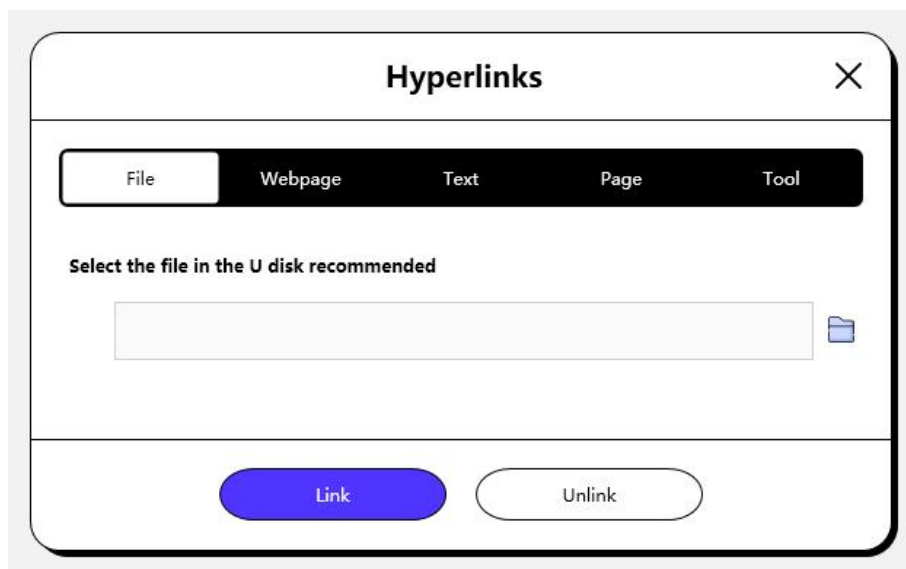 Hyperlinks
File Webpage Text Page Tool
Select the file in the U disk recommended
Link Unlink